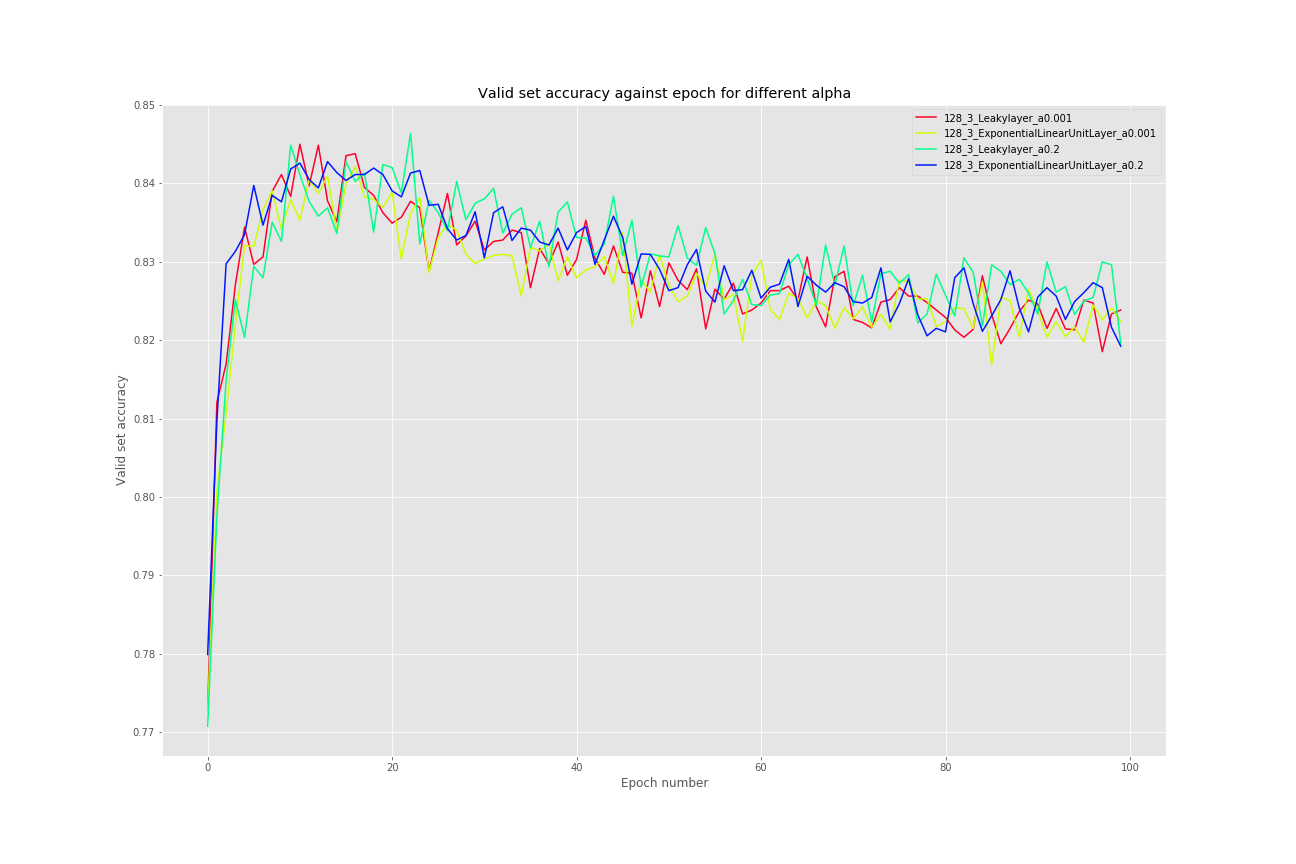 Valid set accuracy against epoch for different alpha
0.85
0.84
0.83
0.82
0.81
0.80
0.79
0.78
0.77
Valid set accuracy
128_3_Leakylayer_a0.001
128_3_ExponentialLinearUnitLayer_a0.001
128_3_Leakylayer_a0.2
128_3_ExponentialLinearUnitLayer_a0.2
0 20 40 60 80 100
Epoch number